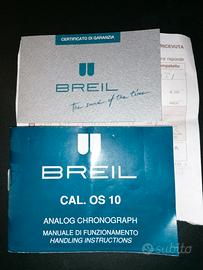 CERTIFICATO DI GARANZIA
RICEVUTA
BREIL
the sound of the time
BREIL
CAL. OS 10
ANALOG CHRONOGRAPH
MANUALE DI FUNZIONAMENTO
HANDLING INSTRUCTIONS
subito